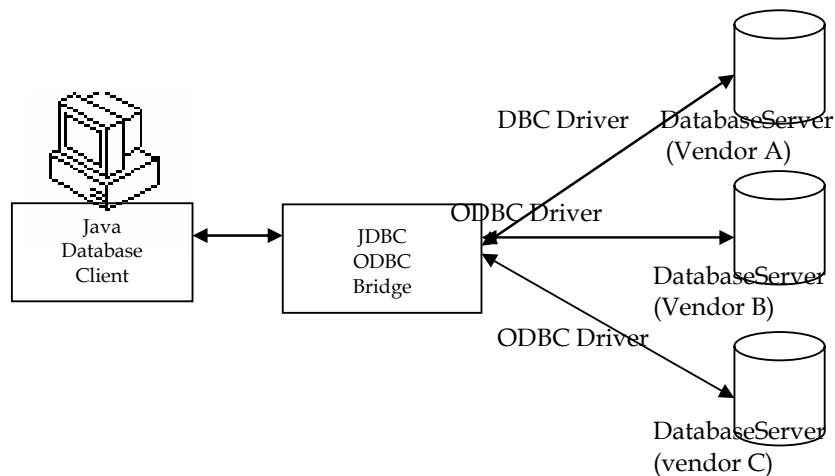 DBC Driver
DatabaseServer
(Vendor A)
ODBC Driver
Java
Database
Client
JDBC
ODBC
Bridge
DatabaseServer
(Vendor B)
ODBC Driver
DatabaseServer
(vendor C)